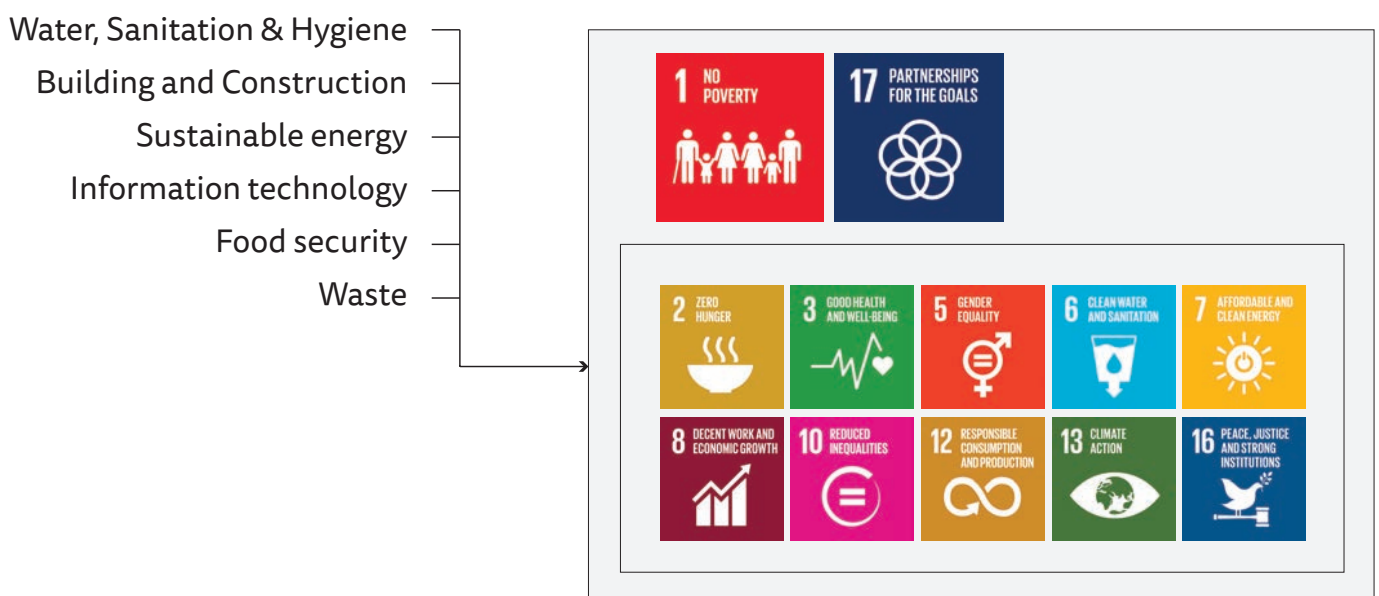 Water, Sanitation & Hygiene
Building and Construction
Sustainable energy
Information technology
Food security
Waste
1 NO
POVERTY
17 PARTNERSHIPS
FOR THE GOALS
2 ZERO
HUNGER
3 GOOD HEALTH
AND WELL-BEING
5 GENDER
EQUALITY
6 CLEAN WATER
AND SANITATION
7 AFFORDABLE AND
CLEAN ENERGY
8 DECENT WORK AND
ECONOMIC GROWTH
10 REDUCED
INEQUALITIES
12 RESPONSIBLE
CONSUMPTION
AND PRODUCTION
13 CLIMATE
ACTION
16 PEACE, JUSTICE
AND STRONG
INSTITUTIONS